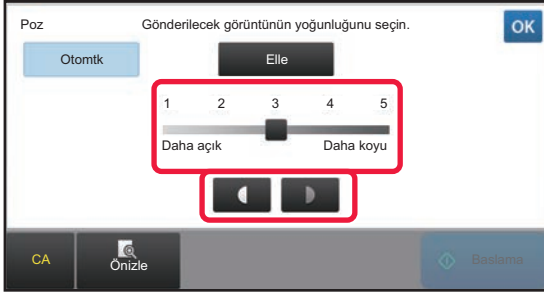 Poz Gönderilecek görüntünün yoğunluğunu seçin. OK
Otomtk Elle
1 2 3 4 5
Daha açık Daha koyu
CA Önizle Baslama